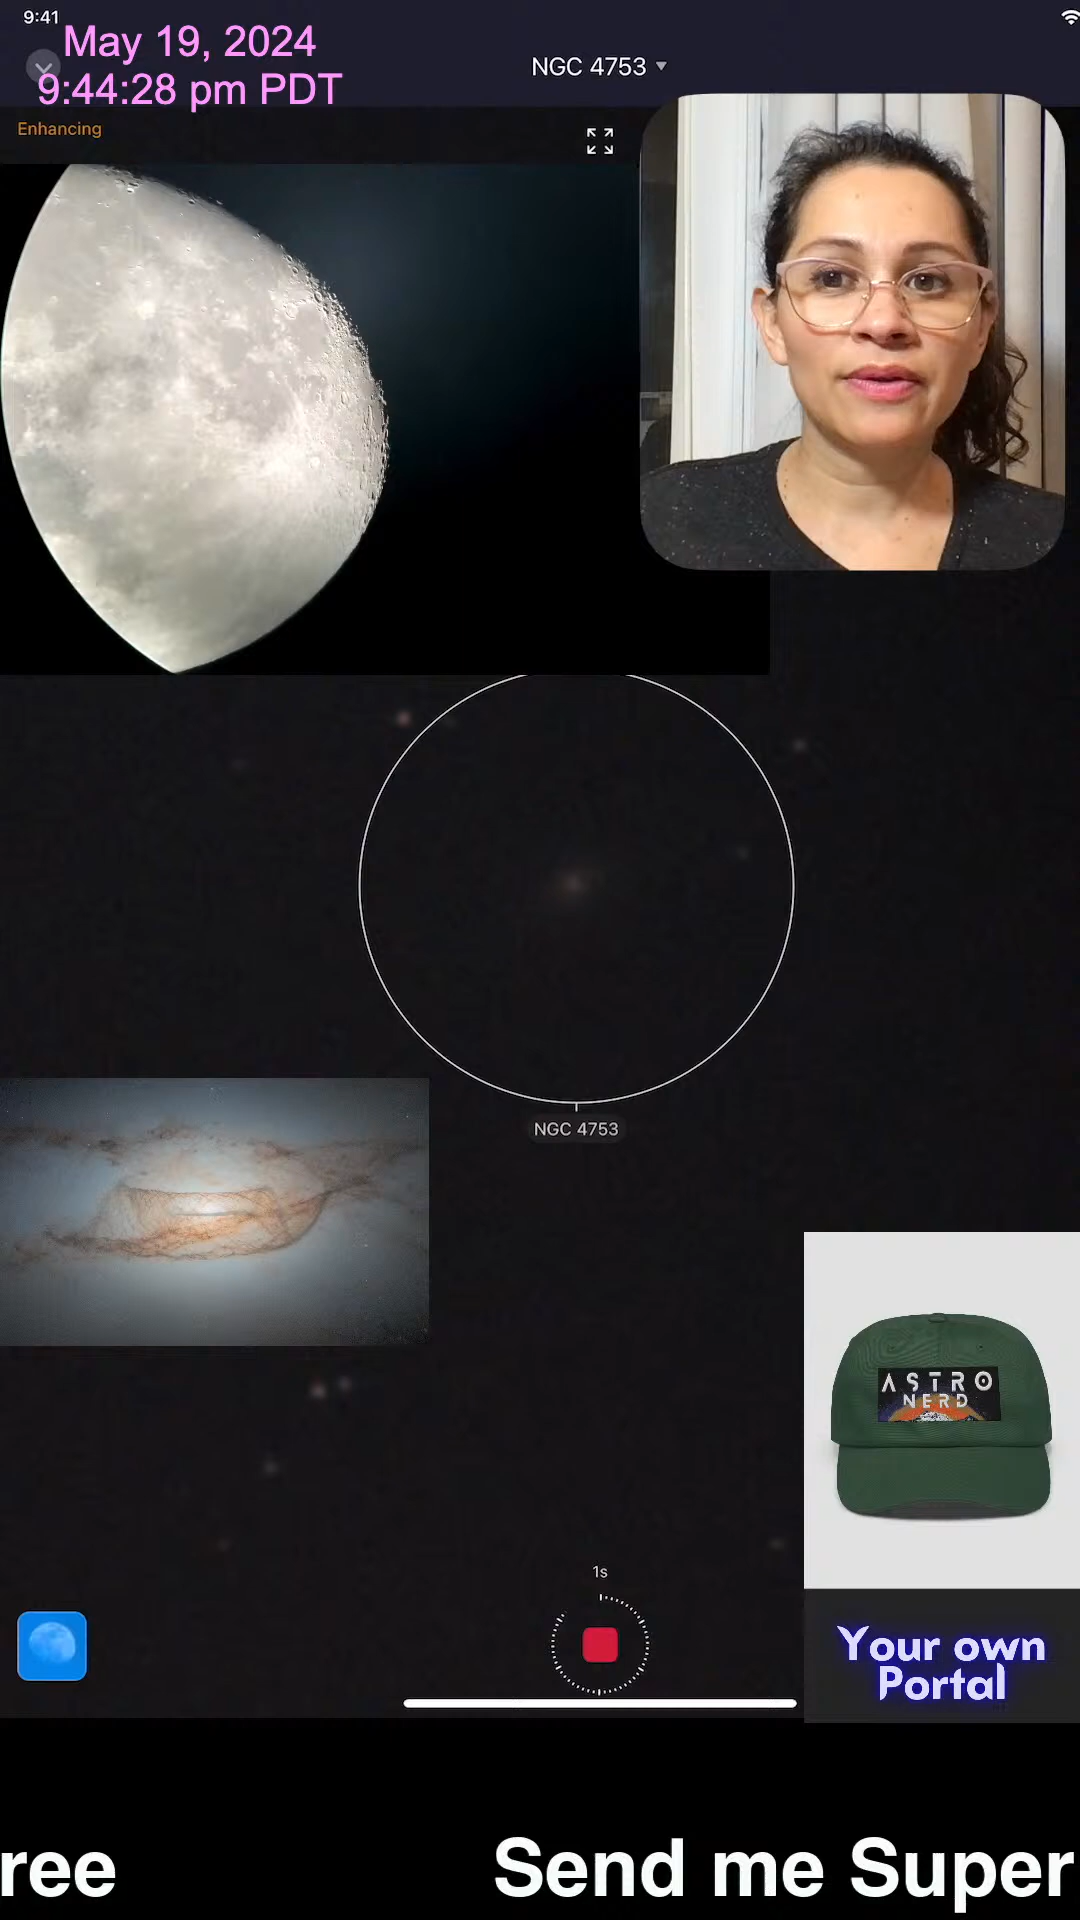 9:41
May 19, 2024
9:44:28 pm PDT
NGC 4753
Enhancing
NGC 4753
ASTRO
NERD
1s
Your own
Portal
ree
Send me Super